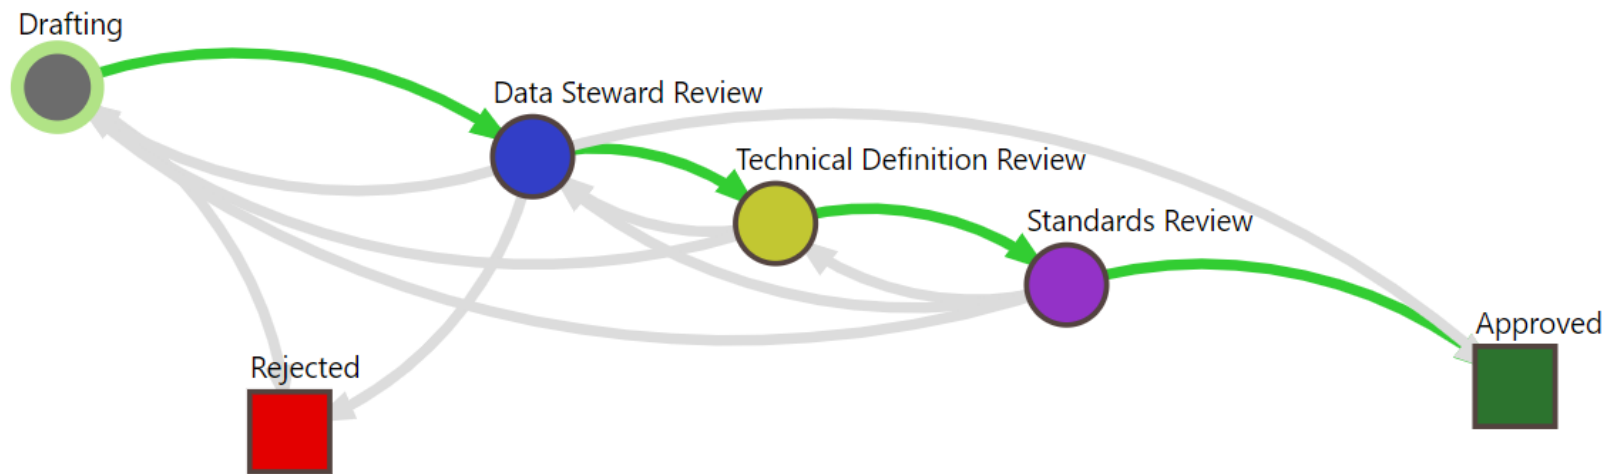 Drafting
Data Steward Review
Technical Definition Review
Standards Review
Approved
Rejected